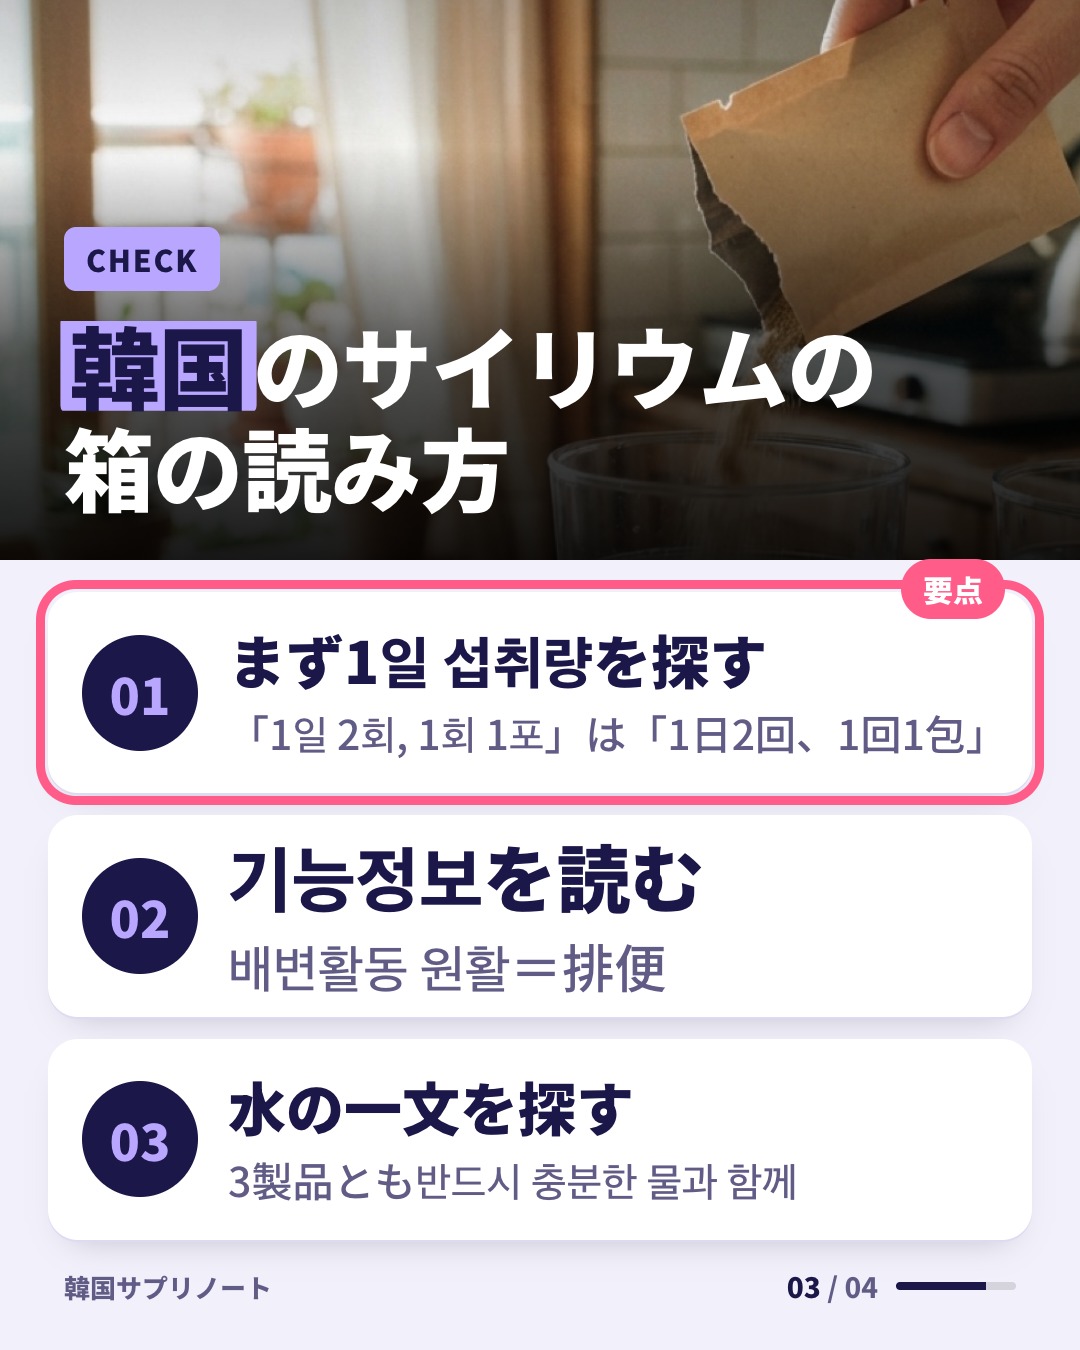 CHECK
韓国のサイリウムの
箱の読み方
要点
01
まず1일 섭취량を探す
「1일 2회, 1회 1포」は「1日2回、1回1包」
02
기능정보を読む
배변활동 원활＝排便
03
水の一文を探す
3製品とも반드시 충분한 물과 함께
韓国サプリノート
03 / 04